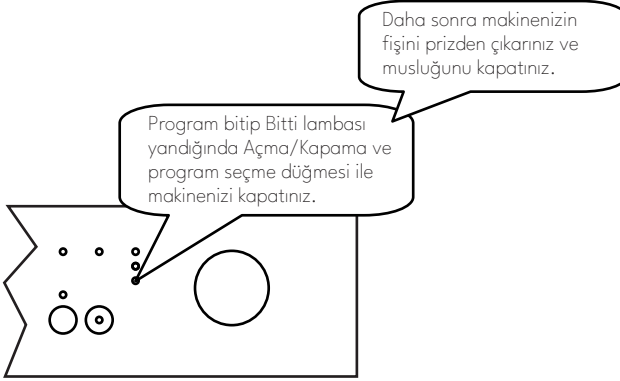 Daha sonra makinenizin
fişini prizden çıkarınız ve
musluğunu kapatınız.
Program bitip Bitti lambası
yandığında Açma/Kapama ve
program seçme düğmesi ile
makinenizi kapatınız.